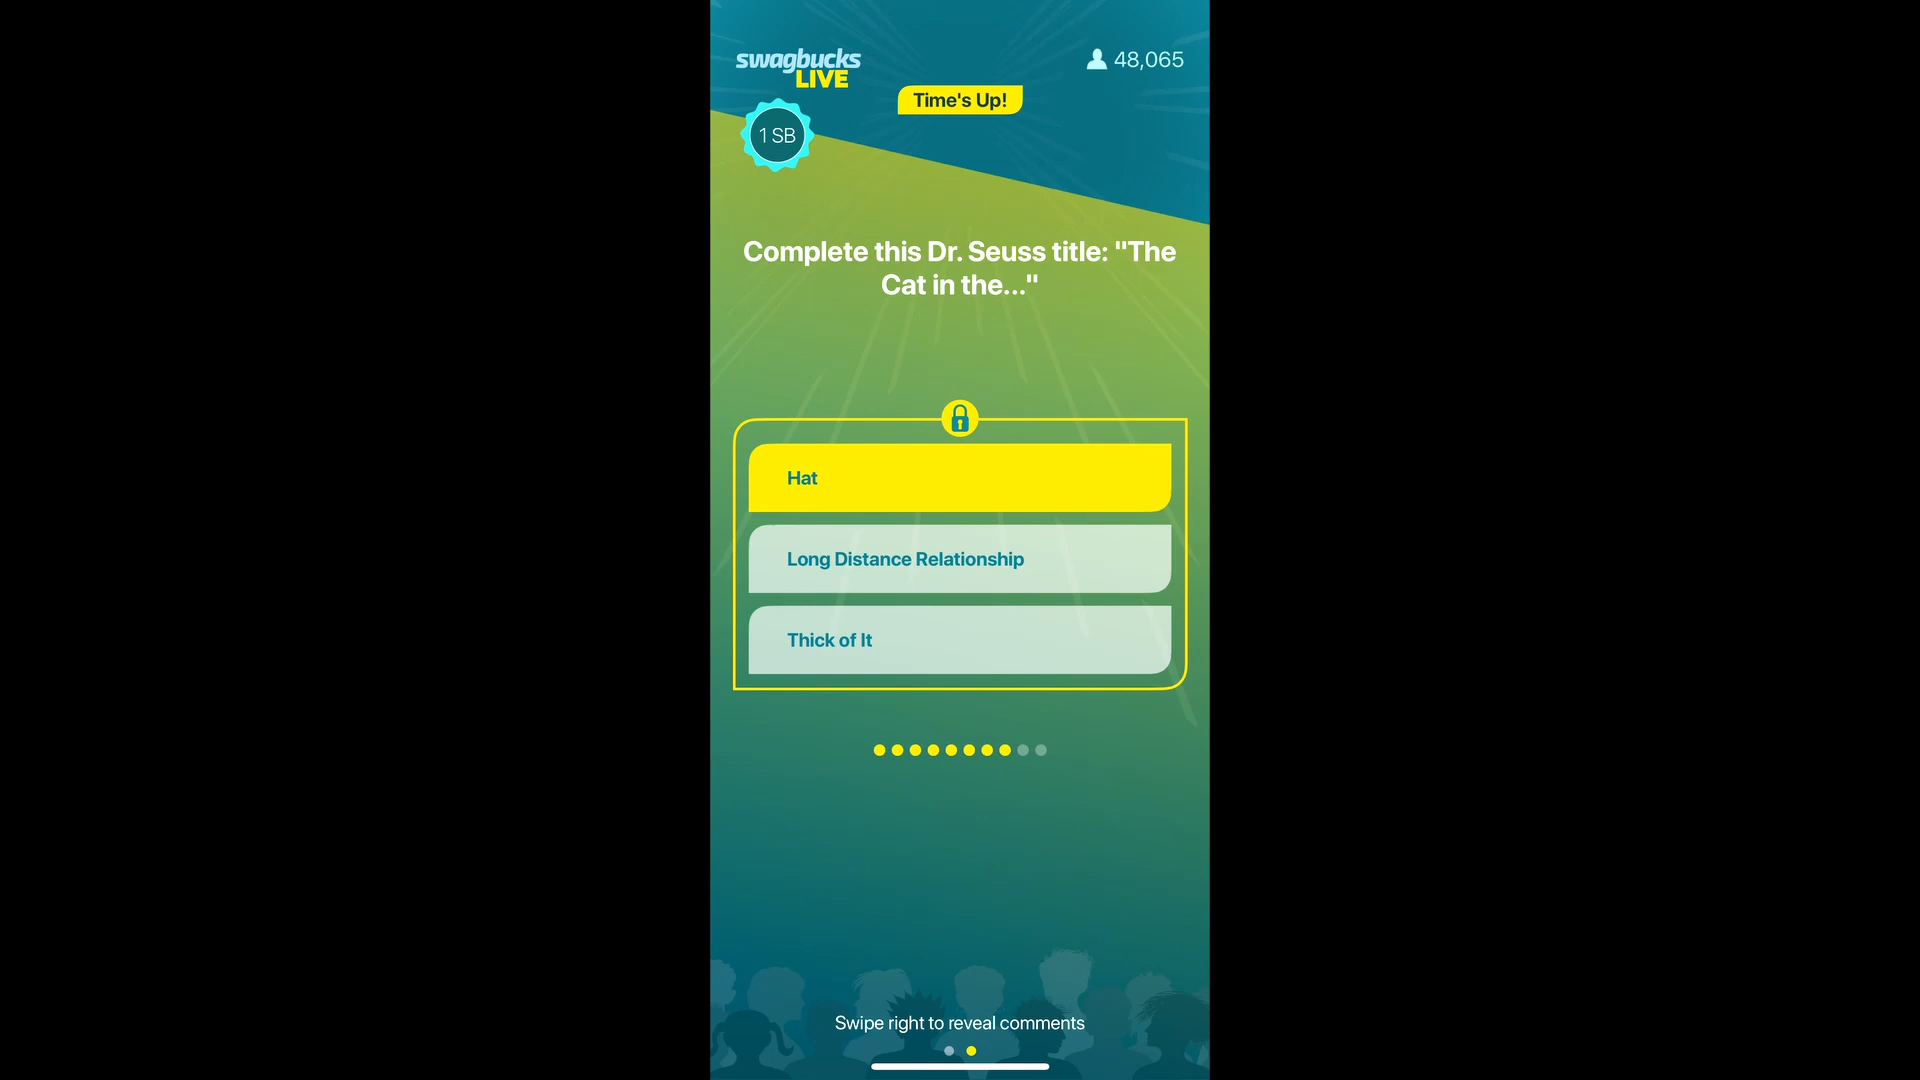 swagbucks
LIVE
48,065
Time's Up!
1 SB
Complete this Dr. Seuss title: "The
Cat in the..."
Hat
Long Distance Relationship
Thick of It
Swipe right to reveal comments